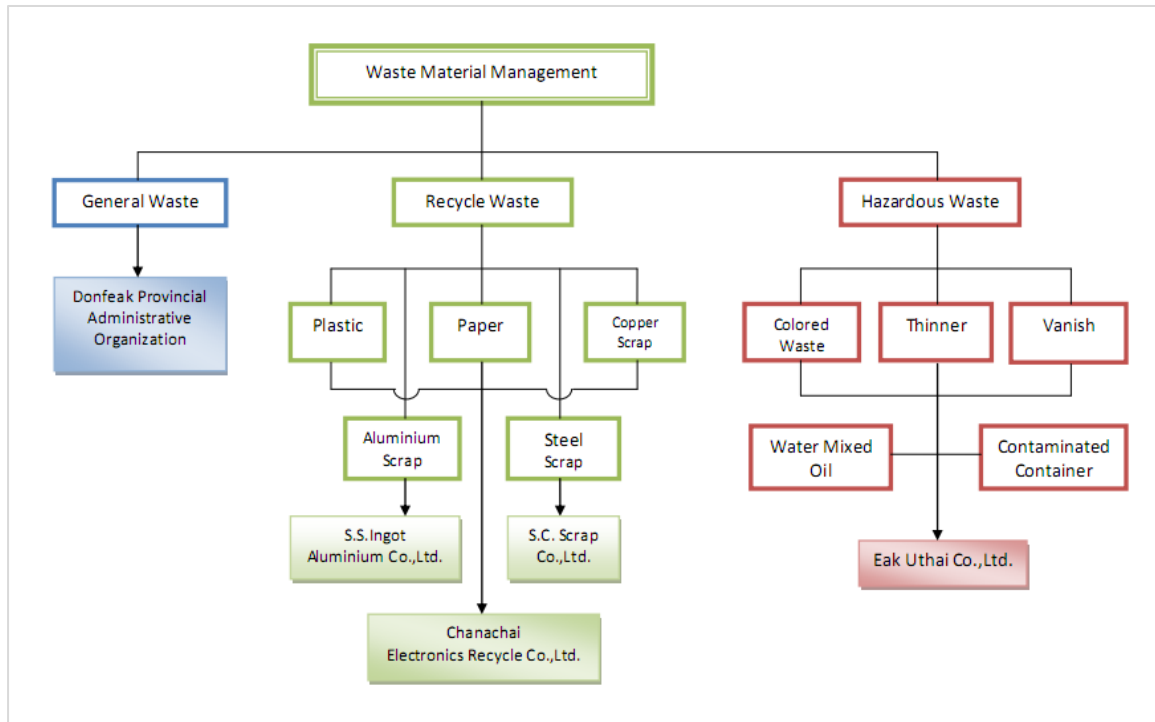 Waste Material Management
General Waste
Recycle Waste
Hazardous Waste
Donfeak Provincial
Administrative
Organization
Plastic
Paper
Copper
Scrap
Colored
Waste
Thinner
Vanish
Aluminium
Scrap
Steel
Scrap
Water Mixed
Oil
Contaminated
Container
S.S.Ingot
Aluminium Co.,Ltd.
S.C. Scrap
Co.,Ltd.
Eak Uthai Co.,Ltd.
Chanachai
Electronics Recycle Co.,Ltd.